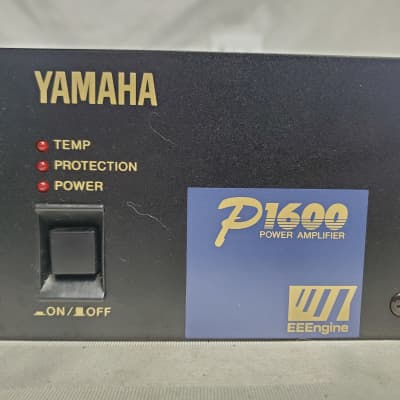 YAMAHA
TEMP
PROTECTION
POWER
ON/OFF
P1600
POWER AMPLIFIER
EEEngine